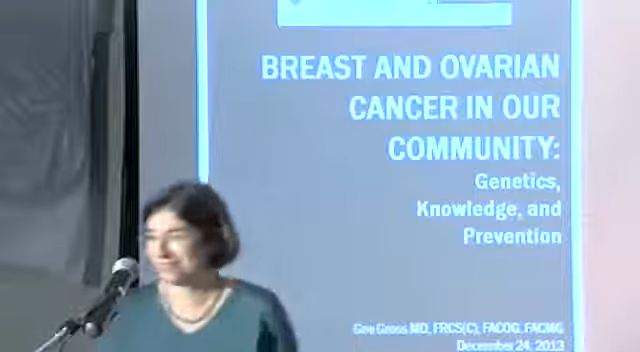 BREAST AND OVARIAN
CANCER IN OUR
COMMUNITY:
Genetics,
Knowledge, and
Prevention
Gross MD, FRCS(C), FACOG, FACMG
December 24, 2013